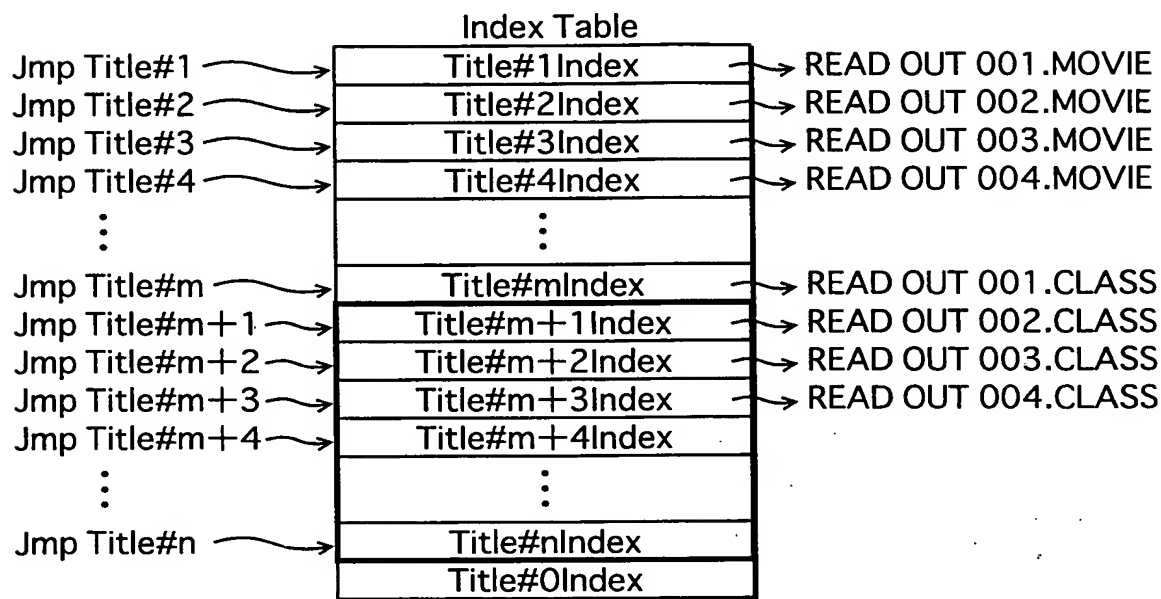 Index Table
Jmp Title#1 Title#1Index READ OUT 001.MOVIE
Jmp Title#2 Title#2Index READ OUT 002.MOVIE
Jmp Title#3 Title#3Index READ OUT 003.MOVIE
Jmp Title#4 Title#4Index READ OUT 004.MOVIE
Jmp Title#m Title#mIndex READ OUT 001.CLASS
Jmp Title#m+1 Title#m+1Index READ OUT 002.CLASS
Jmp Title#m+2 Title#m+2Index READ OUT 003.CLASS
Jmp Title#m+3 Title#m+3Index READ OUT 004.CLASS
Jmp Title#m+4 Title#m+4Index
Jmp Title#n Title#nIndex
Title#0Index